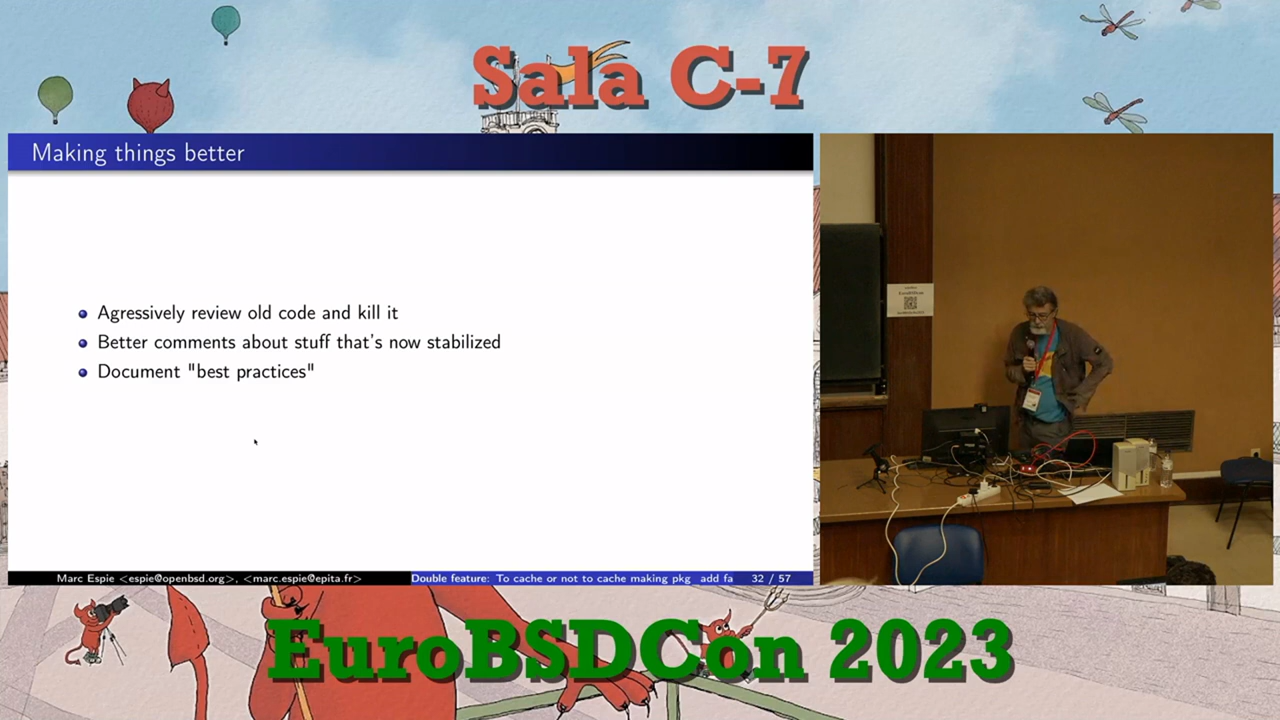 Sala C-7
Making things better
Agressively review old code and kill it
Better comments about stuff that's now stabilized
Document "best practices"
Marc Espie <espie@openbsd.org>, <marc.espie@epita.fr>
Double feature: To cache or not to cache making pkg add fa
32 / 57
EuroBSDCon 2023